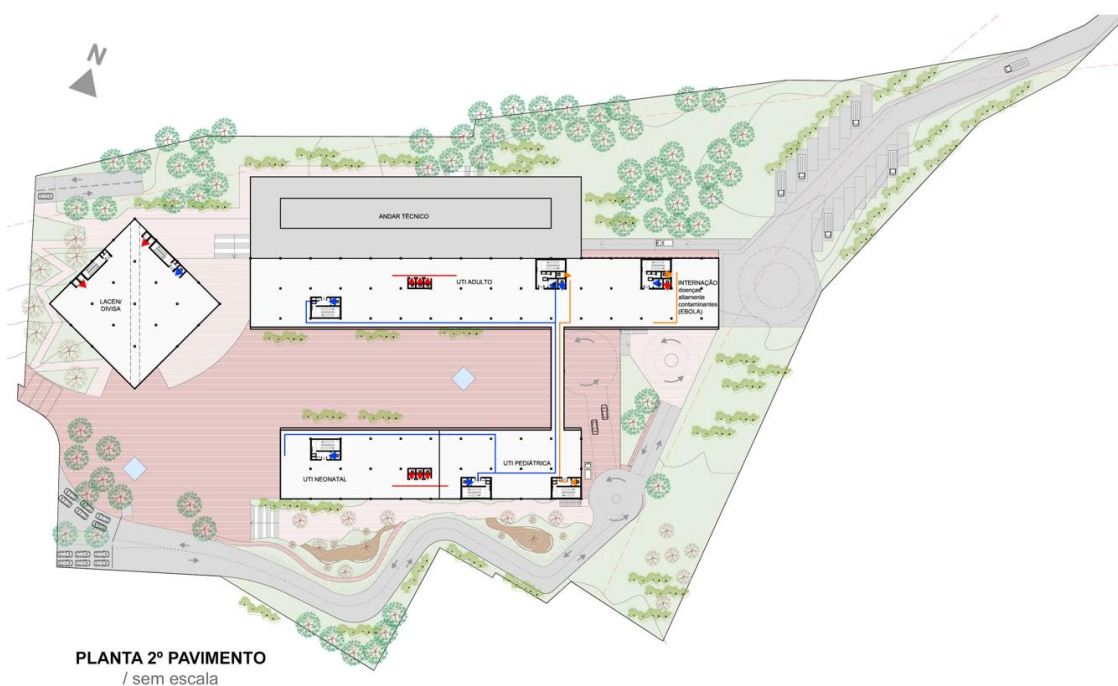 N
ANDAR TÉCNICO
UTI ADULTO
INTERNAÇÃO
doenças
altamente
contaminantes
(EBOLA)
LACEN/
DIVISA
UTI PEDIÁTRICA
UTI NEONATAL
PLANTA 2º PAVIMENTO
/ sem escala